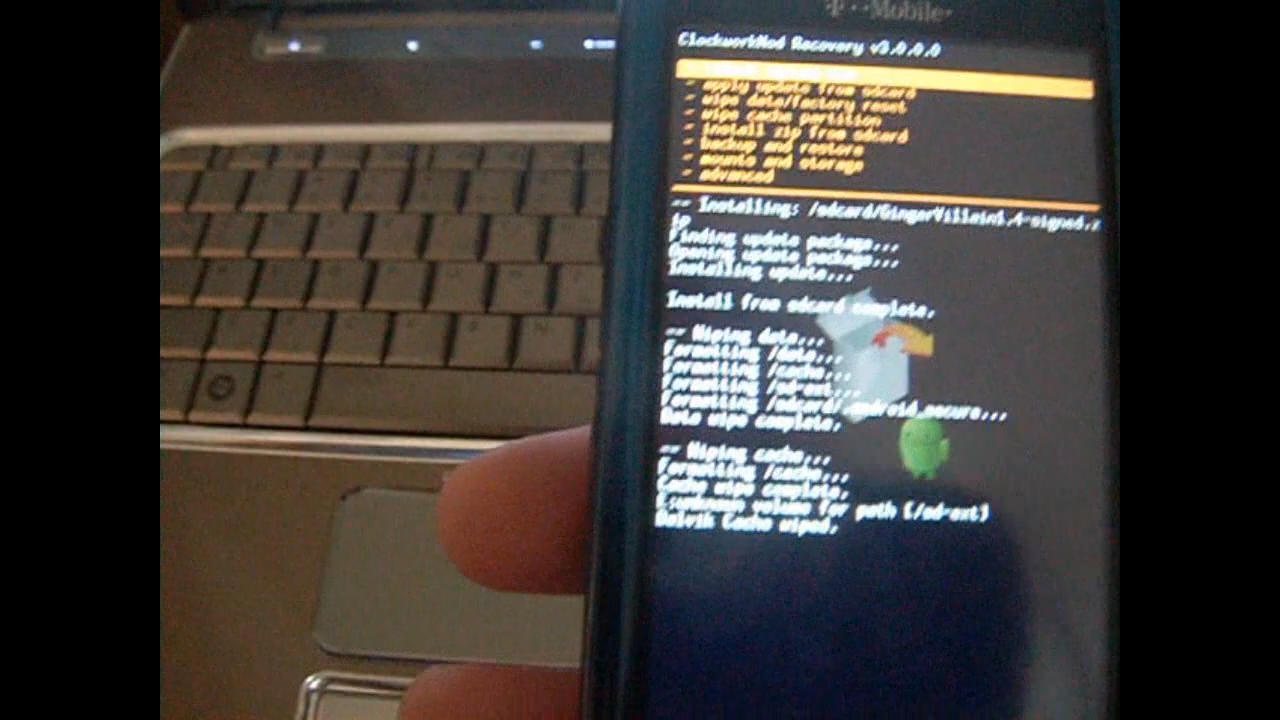 T··Mobile·
ClockworkMod Recovery v3.0.0.0
- apply update from sdcard
- wipe data/factory reset
- wipe cache partition
- install zip from sdcard
- backup and restore
- mounts and storage
- advanced
-- Installing: /sdcard/GingerVillain1.4-signed.z
ip
Finding update package...
Opening update package...
Installing update...
Install from sdcard complete.
-- Wiping data...
Formatting /data...
Formatting /cache...
Formatting /sd-ext...
Formatting /sdcard/.android_secure...
Data wipe complete.
-- Wiping cache...
Formatting /cache...
Cache wipe complete.
E:unknown volume for path [/sd-ext]
Dalvik Cache wiped.